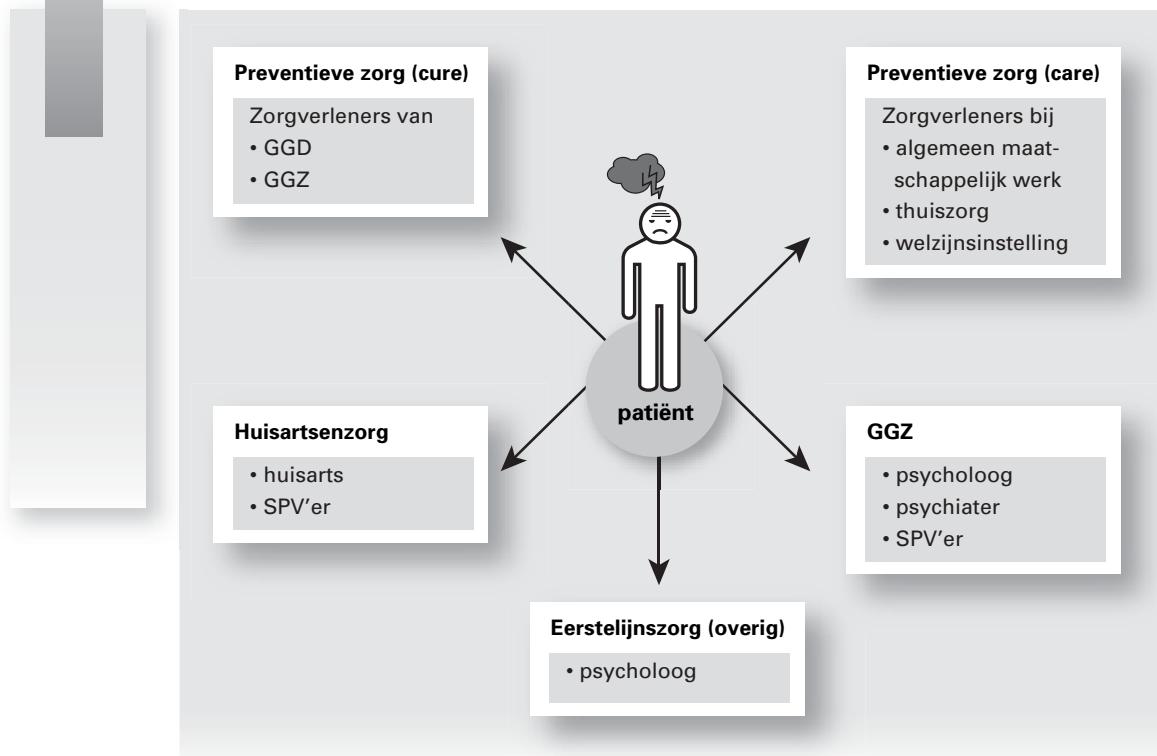 Preventieve zorg (cure)
Zorgverleners van
• GGD
• GGZ
Preventieve zorg (care)
Zorgverleners bij
• algemeen maat-
schappelijk werk
• thuiszorg
• welzijnsinstelling
patiënt
Huisartsenzorg
• huisarts
• SPV'er
GGZ
• psycholoog
• psychiater
• SPV'er
Eerstelijnszorg (overig)
• psycholoog